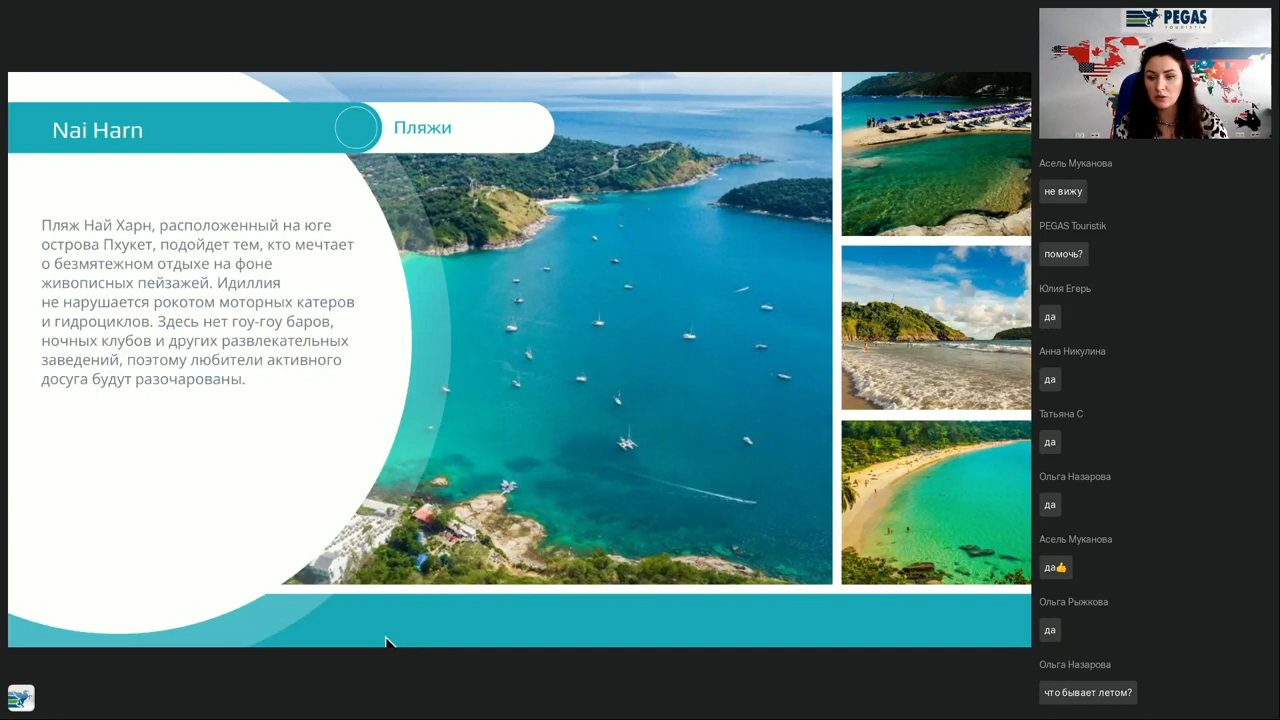 Nai Harn
Пляжи
Пляж Най Харн, расположенный на юге
острова Пхукет, подойдет тем, кто мечтает
о безмятежном отдыхе на фоне
живописных пейзажей. Идиллия
не нарушается рокотом моторных катеров
и гидроциклов. Здесь нет гоу-гоу баров,
ночных клубов и других развлекательных
заведений, поэтому любители активного
досуга будут разочарованы.
PEGAS
TOURISTIK
Асель Муканова
не вижу
PEGAS Touristik
помочь?
Юлия Егерь
да
Анна Никулина
да
Татьяна С
да
Ольга Назарова
да
Асель Муканова
да👍
Ольга Рыжкова
да
Ольга Назарова
что бывает летом?